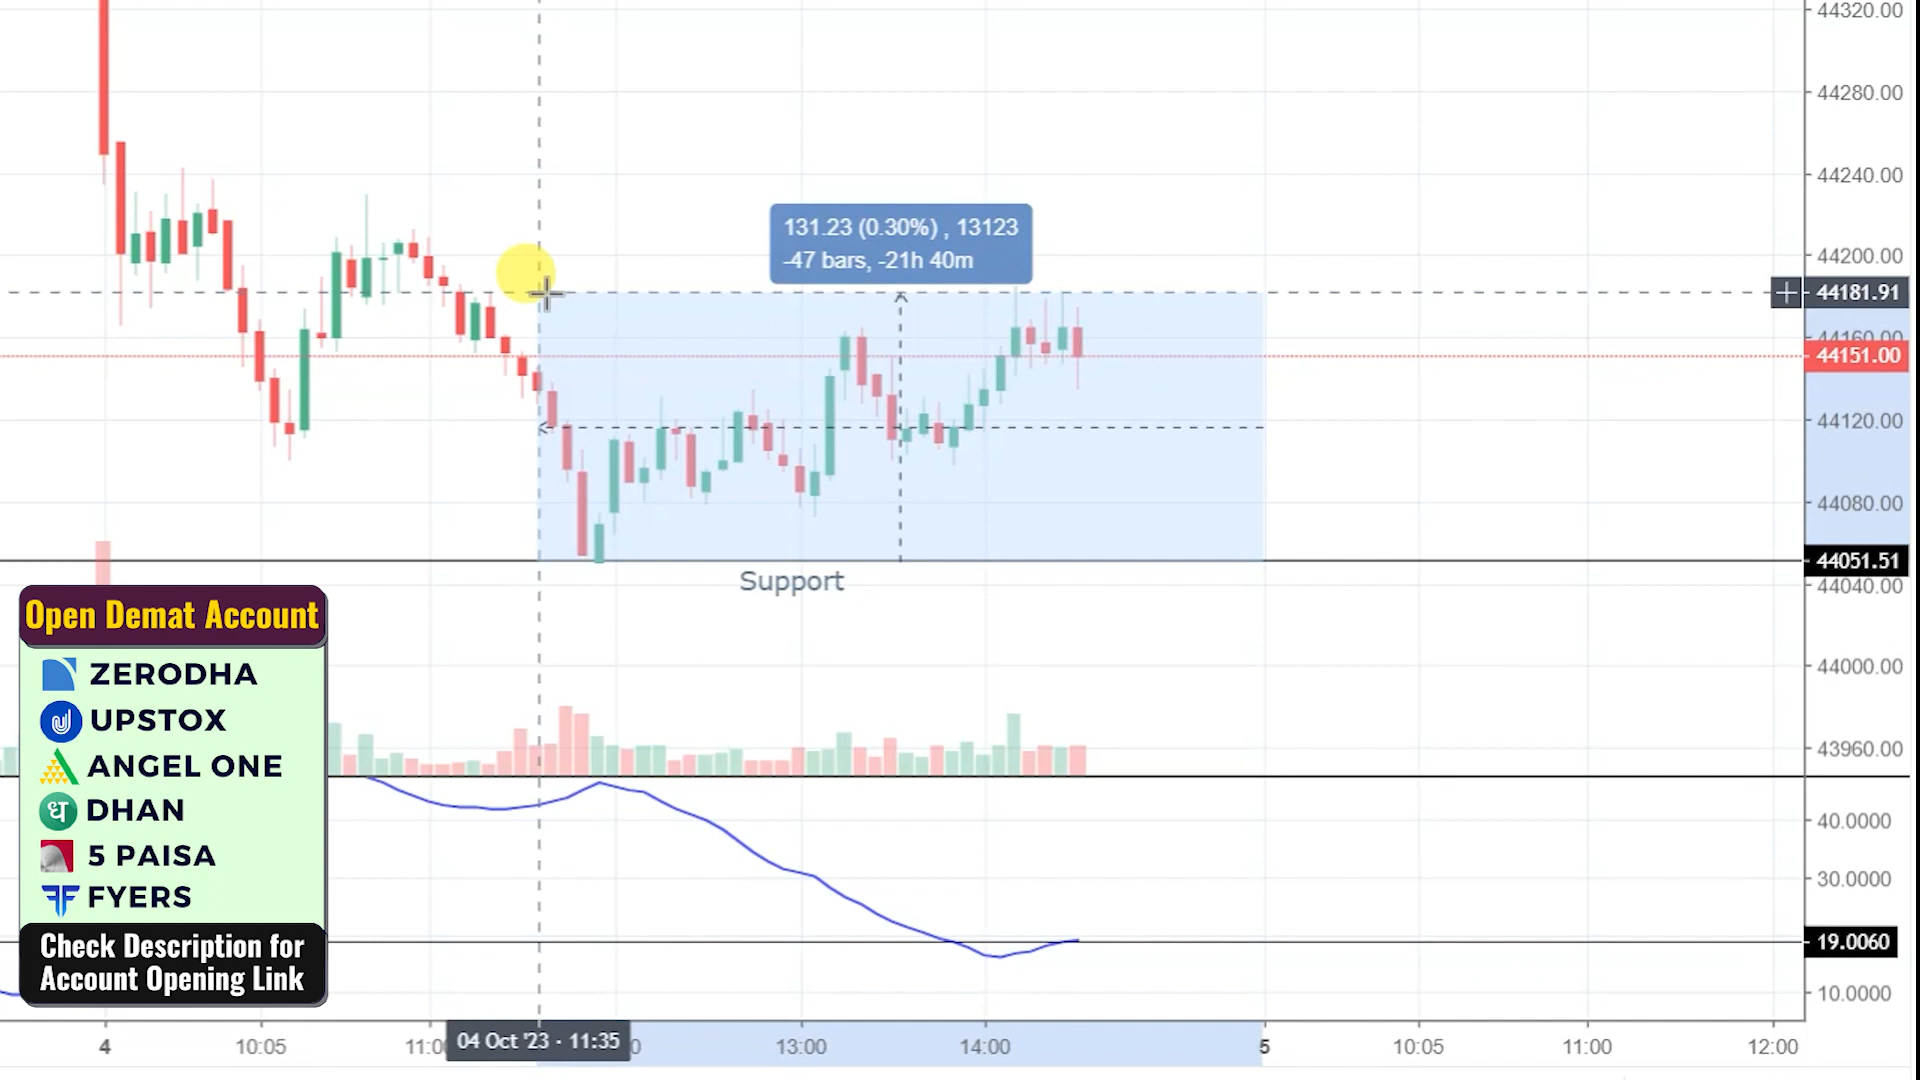 44320.00
44280.00
44240.00
131.23 (0.30%) , 13123
-47 bars, -21h 40m
44200.00
44181.91
44160.00
44151.00
44120.00
44080.00
44051.51
Support
44040.00
44000.00
43960.00
Open Demat Account
ZERODHA
UPSTOX
ANGEL ONE
DHAN
ध
5 PAISA
FYERS
Check Description for
Account Opening Link
40.0000
30.0000
19.0060
10.0000
4 10:05 11:00 04 Oct '23 · 11:35 13:00 14:00 5 10:05 11:00 12:00